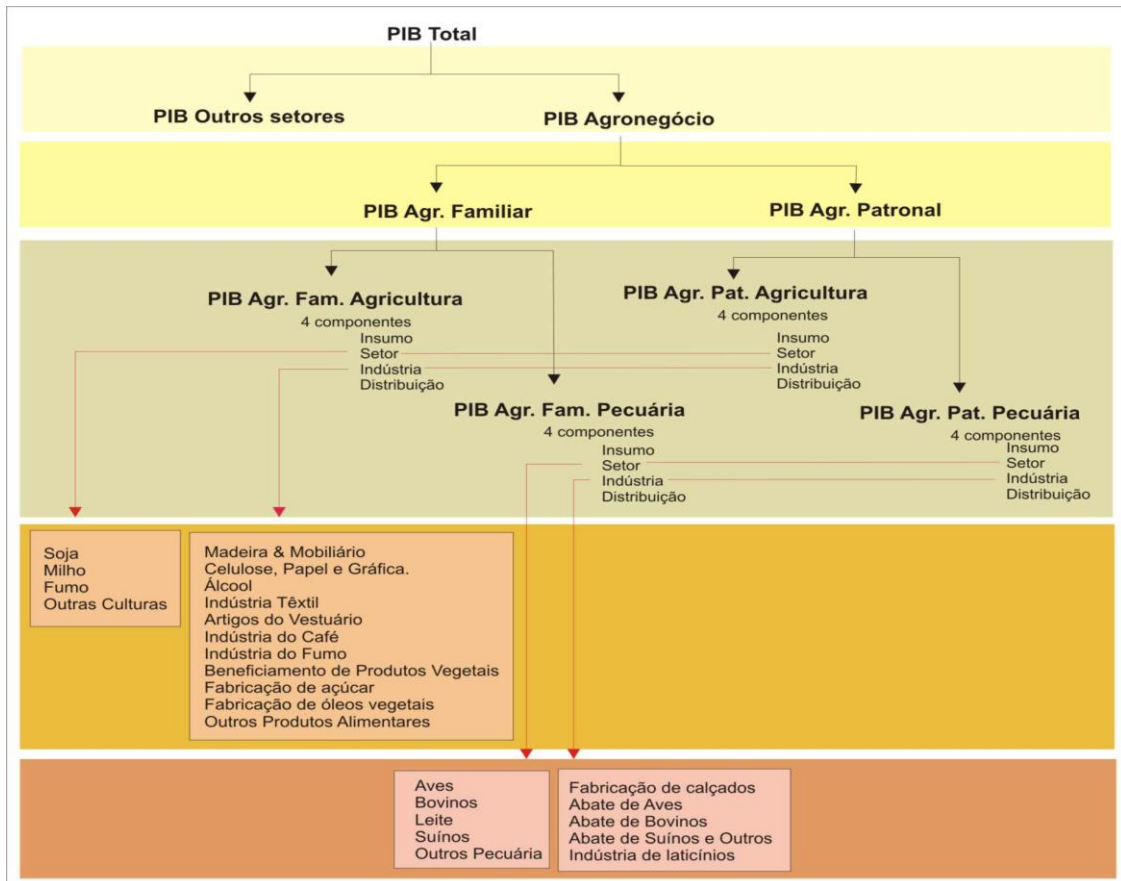 PIB Total
PIB Outros setores
PIB Agronegócio
PIB Agr. Familiar
PIB Agr. Patronal
PIB Agr. Fam. Agricultura
4 componentes
Insumo
Setor
Indústria
Distribuição
PIB Agr. Pat. Agricultura
4 componentes
Insumo
Setor
Indústria
Distribuição
PIB Agr. Fam. Pecuária
4 componentes
Insumo
Setor
Indústria
Distribuição
PIB Agr. Pat. Pecuária
4 componentes
Insumo
Setor
Indústria
Distribuição
Soja
Milho
Fumo
Outras Culturas
Madeira & Mobiliário
Celulose, Papel e Gráfica.
Álcool
Indústria Têxtil
Artigos do Vestuário
Indústria do Café
Indústria do Fumo
Beneficiamento de Produtos Vegetais
Fabricação de açúcar
Fabricação de óleos vegetais
Outros Produtos Alimentares
Aves
Bovinos
Leite
Suínos
Outros Pecuária
Fabricação de calçados
Abate de Aves
Abate de Bovinos
Abate de Suínos e Outros
Indústria de laticínios